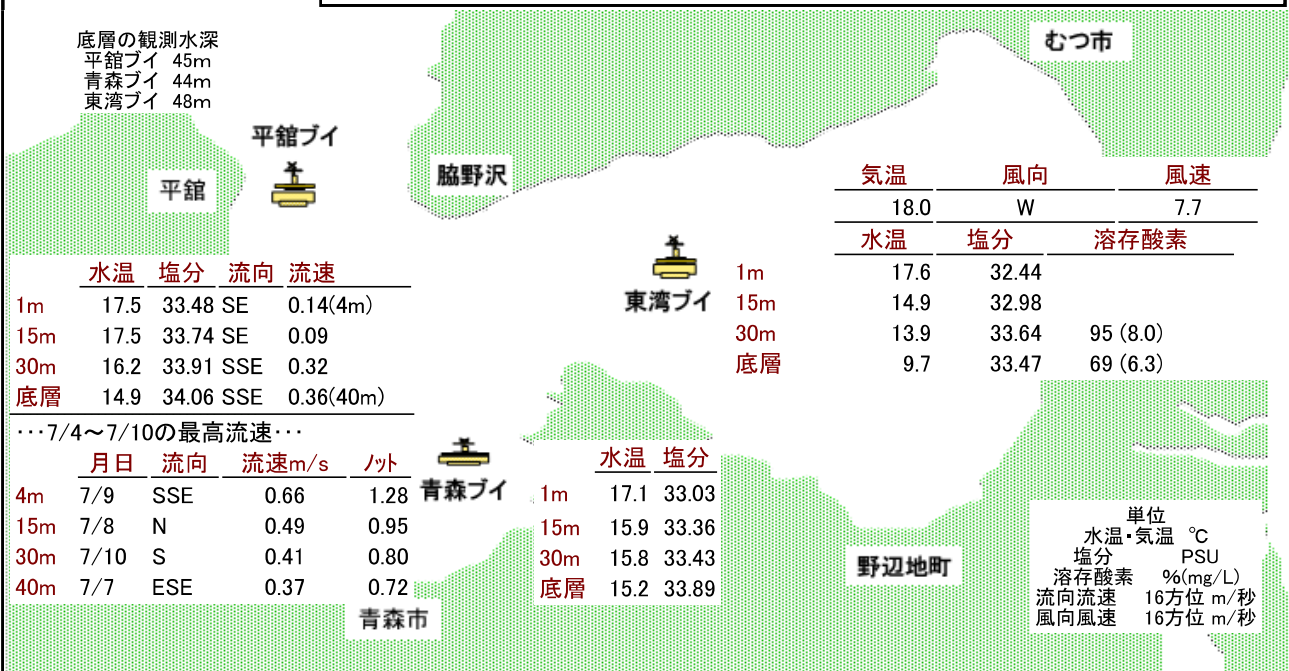 底層の観測水深
平舘ブイ 45m
青森ブイ 44m
東湾ブイ 48m
むつ市
平舘ブイ
脇野沢
平舘
気温 風向 風速
18.0 W 7.7
水温 塩分 溶存酸素
1m 17.6 32.44
15m 14.9 32.98
30m 13.9 33.64 95 (8.0)
底層 9.7 33.47 69 (6.3)
東湾ブイ
水温 塩分 流向 流速
1m 17.5 33.48 SE 0.14(4m)
15m 17.5 33.74 SE 0.09
30m 16.2 33.91 SSE 0.32
底層 14.9 34.06 SSE 0.36(40m)
･･･7/4～7/10の最高流速･･･
月日 流向 流速m/s ノット
4m 7/9 SSE 0.66 1.28
15m 7/8 N 0.49 0.95
30m 7/10 S 0.41 0.80
40m 7/7 ESE 0.37 0.72
青森ブイ
水温 塩分
1m 17.1 33.03
15m 15.9 33.36
30m 15.8 33.43
底層 15.2 33.89
青森市
野辺地町
単位
水温・気温 ℃
塩分 PSU
溶存酸素 %(mg/L)
流向流速 16方位 m/秒
風向風速 16方位 m/秒